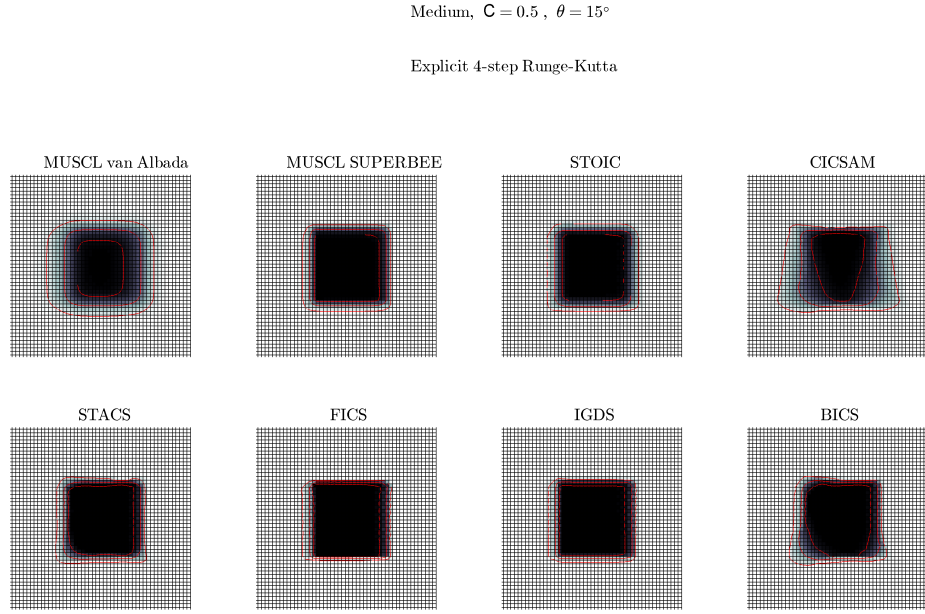 Medium, C = 0.5 , θ = 15°
Explicit 4-step Runge-Kutta
MUSCL van Albada
MUSCL SUPERBEE
STOIC
CICSAM
STACS
FICS
IGDS
BICS